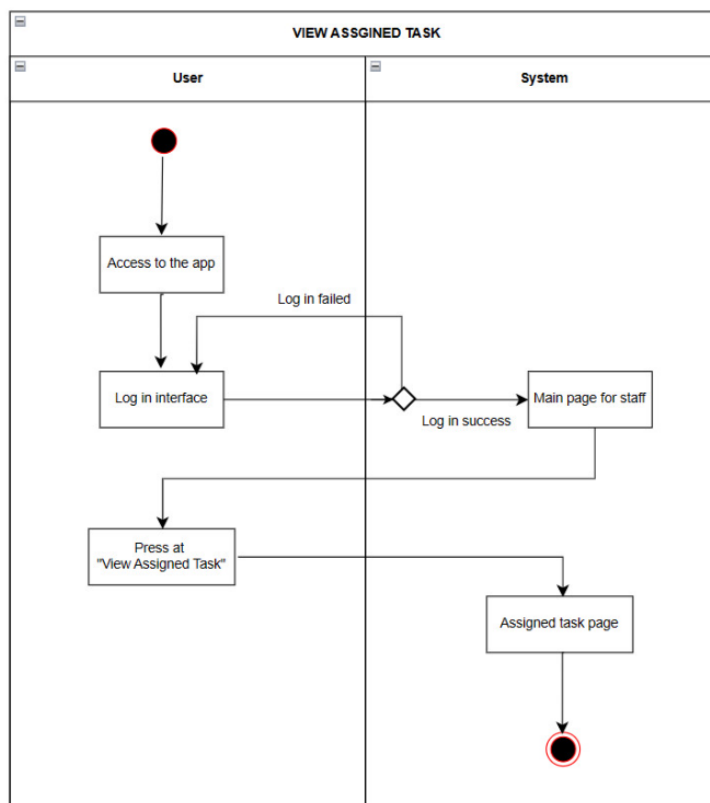 VIEW ASSGINED TASK
User
System
Access to the app
Log in failed
Log in interface
Main page for staff
Log in success
Press at
"View Assigned Task"
Assigned task page